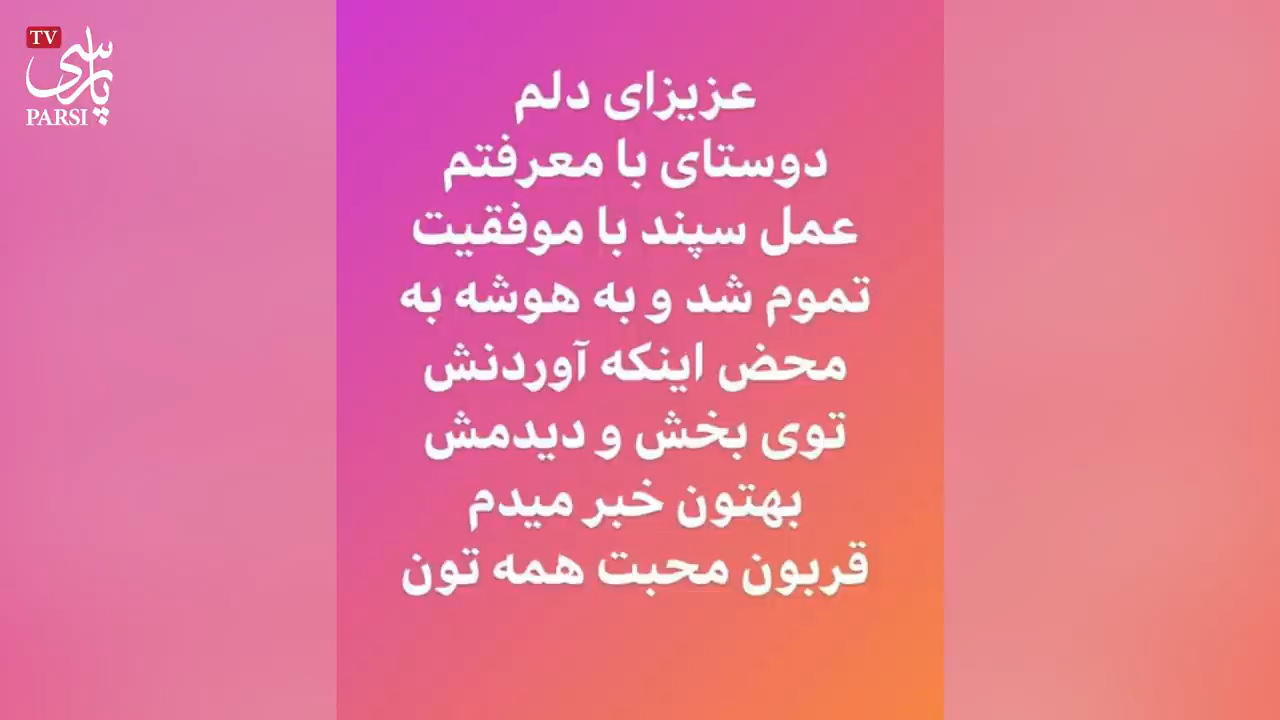 TV
پارسی
PARSI
عزیزای دلم
دوستای با معرفتم
عمل سپند با موفقیت
تموم شد و به هوشه به
محض اینکه آوردنش
توی بخش و دیدمش
بهتون خبر میدم
قربون محبت همه تون